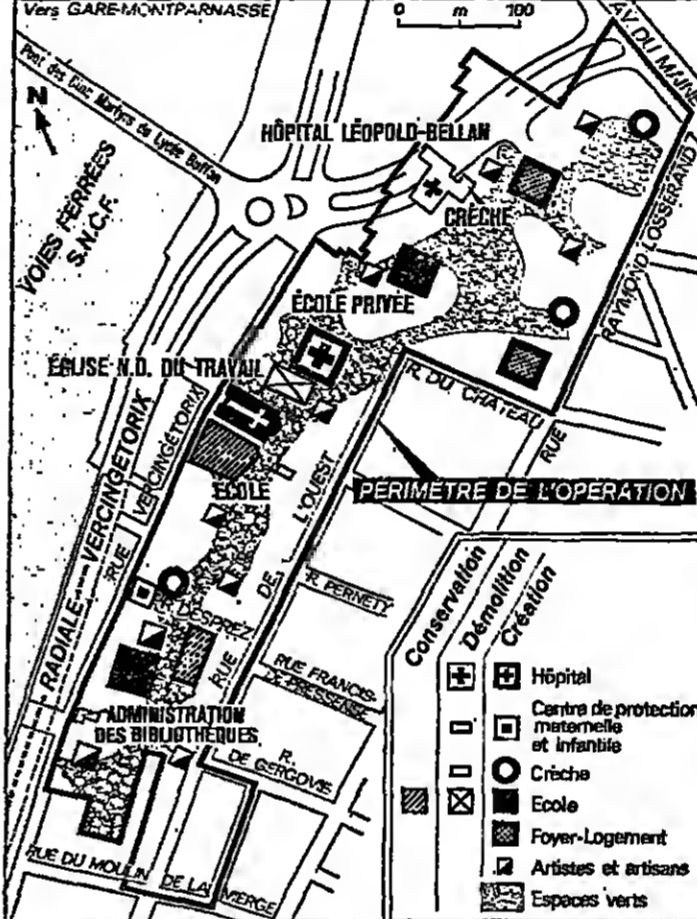 Vers GARE-MONTPARNASSE
0 m 100
AV. DU MAINE
Pont des Cinq Martyrs du Lycée Buffon
N
HÔPITAL LÉOPOLD-BELLAN
VOIES FERRÉES
S.N.C.F.
CRÈCHE
RAYMOND LOSSERAND
ÉCOLE PRIVÉE
ÉGLISE N.D. DU TRAVAIL
R. DU CHÂTEAU
RUE
VERCINGÉTORIX
RUE
ÉCOLE
PÉRIMÈTRE DE L'OPÉRATION
RADIALE VERCINGÉTORIX
RUE DE L'OUEST
R. PERNETY
R. DESPREZ
RUE FRANCIS-
DE PRESSENSÉ
ADMINISTRATION
DES BIBLIOTHÈQUES
R.
DE GERGOVIE
RUE DU MOULIN DE LA VIERGE
Conservation
Démolition
Création
Hôpital
Centre de protection
maternelle
et infantile
Crèche
Ecole
Foyer-Logement
Artistes et artisans
Espaces verts